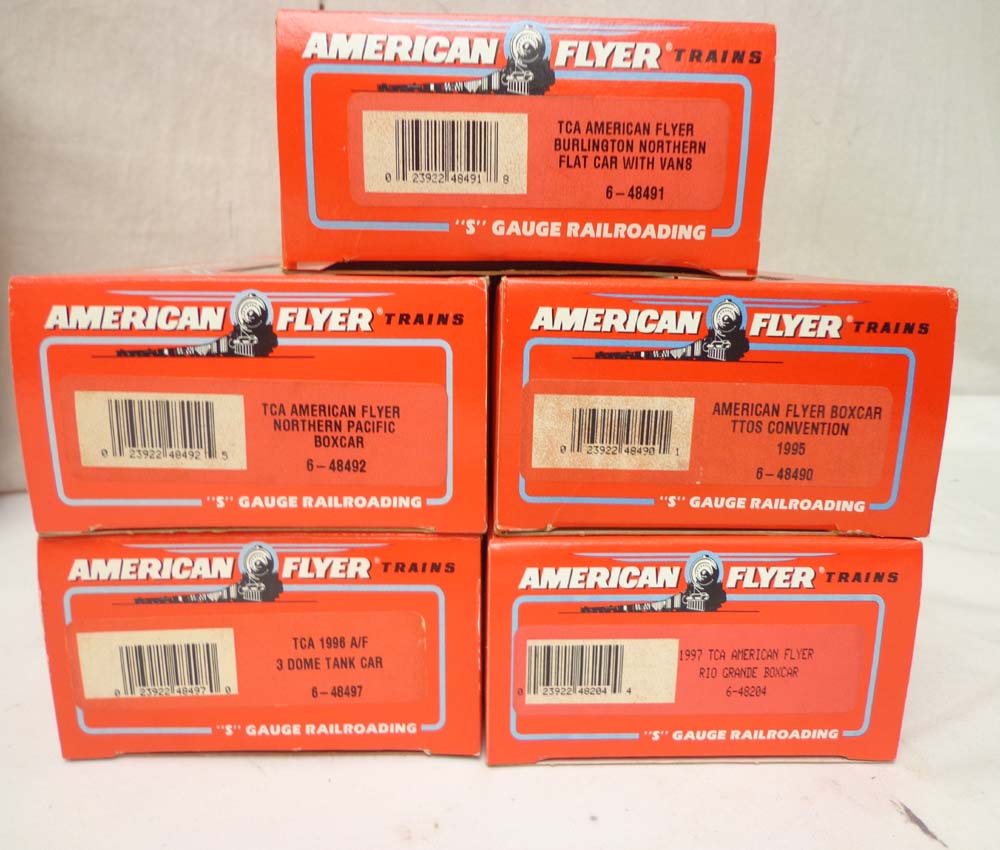 AMERICAN FLYER® TRAINS
TCA AMERICAN FLYER
BURLINGTON NORTHERN
FLAT CAR WITH VANS
6-48491
0 23922 48491 8
"S" GAUGE RAILROADING
AMERICAN FLYER® TRAINS
TCA AMERICAN FLYER
NORTHERN PACIFIC
BOXCAR
6-48492
0 23922 48492 5
"S" GAUGE RAILROADING
AMERICAN FLYER® TRAINS
AMERICAN FLYER BOXCAR
TTOS CONVENTION
1995
6-48490
0 23922 48490 1
"S" GAUGE RAILROADING
AMERICAN FLYER® TRAINS
TCA 1996 A/F
3 DOME TANK CAR
6-48497
0 23922 48497 0
"S" GAUGE RAILROADING
AMERICAN FLYER® TRAINS
1997 TCA AMERICAN FLYER
RIO GRANDE BOXCAR
6-48204
0 23922 48204 4
"S" GAUGE RAILROADING